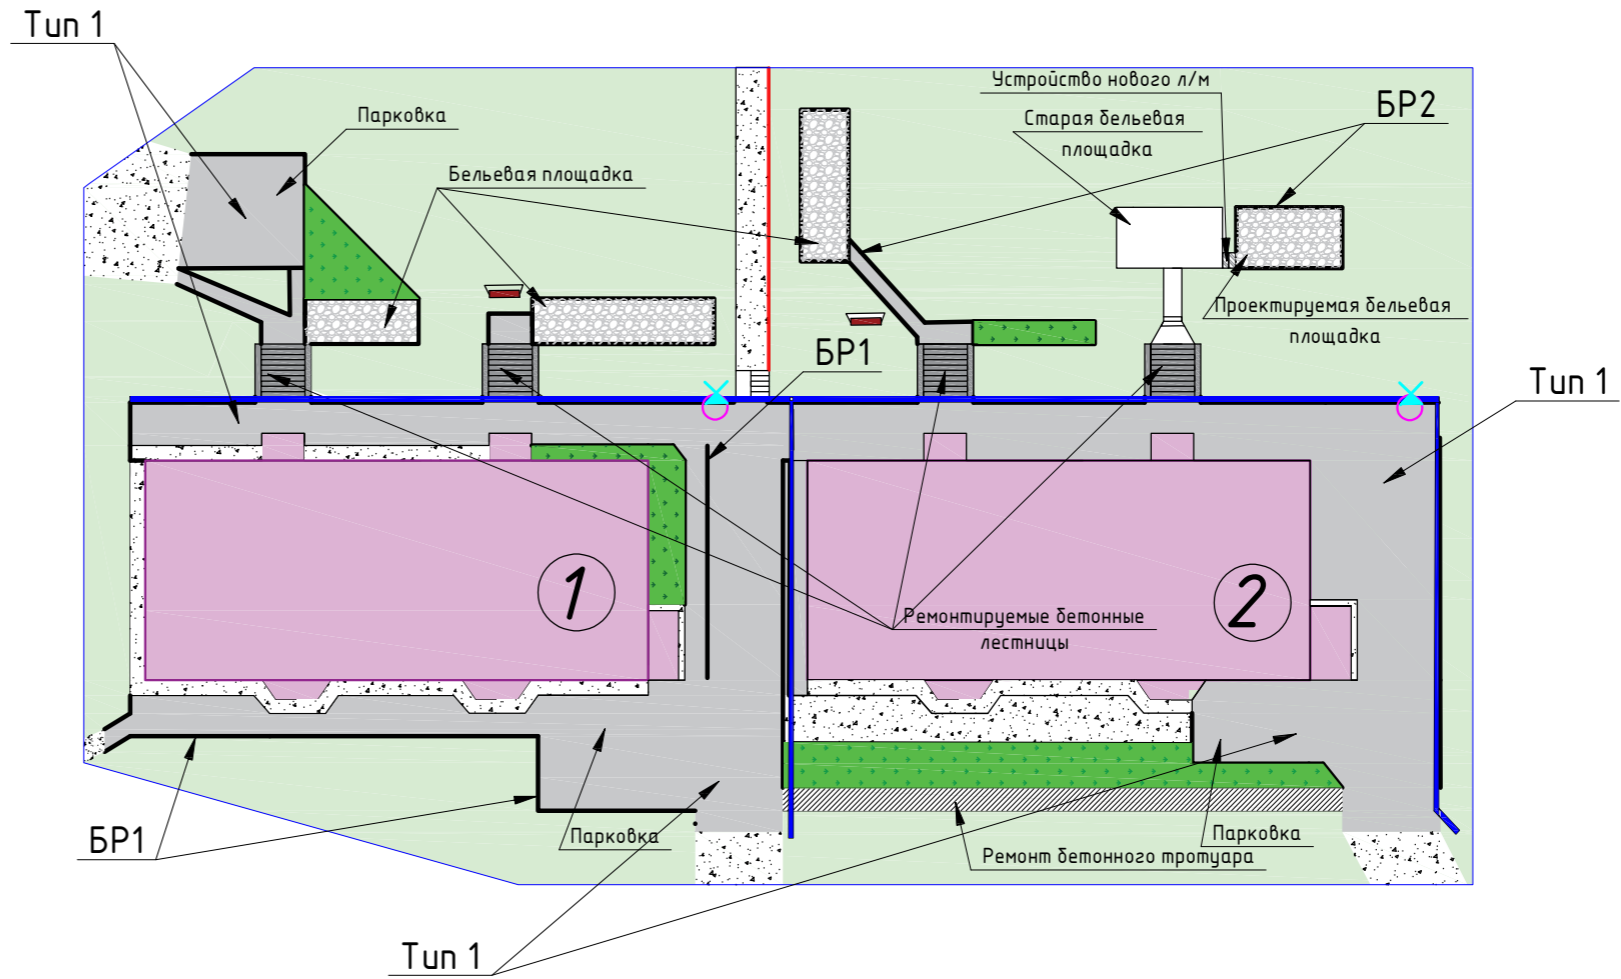 Тип 1
Парковка
Бельевая площадка
Устройство нового л/м
Старая бельевая
площадка
БР2
Проектируемая бельевая
площадка
БР1
Тип 1
1
2
Ремонтируемые бетонные
лестницы
БР1
Парковка
Парковка
Ремонт бетонного тротуара
Тип 1